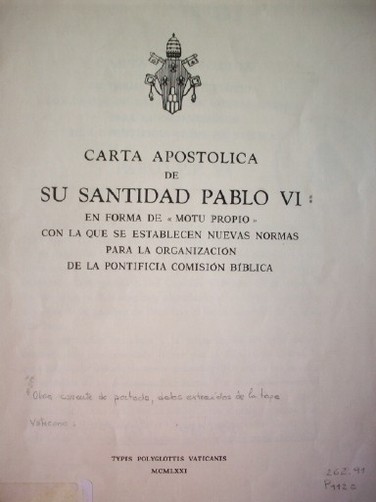 CARTA APOSTOLICA
DE
SU SANTIDAD PABLO VI :
EN FORMA DE « MOTU PROPIO »
CON LA QUE SE ESTABLECEN NUEVAS NORMAS
PARA LA ORGANIZACIÓN
DE LA PONTIFICIA COMISIÓN BÍBLICA
* Obra carente de portada, datos extraídos de la tapa
Vaticano.
TYPIS POLYGLOTTIS VATICANIS
MCMLXXI
262.91